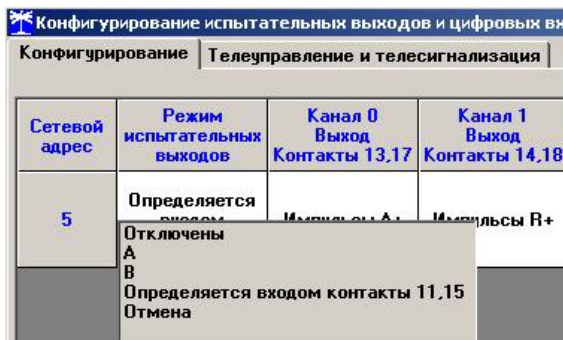 Конфигурирование испытательных выходов и цифровых вх
Конфигурирование
Телеуправление и телесигнализация
Сетевой адрес
Режим испытательных выходов
Канал 0 Выход Контакты 13,17
Канал 1 Выход Контакты 14,18
5
Определяется
Импульсы R+
Отключены
A
B
Определяется входом контакты 11,15
Отмена